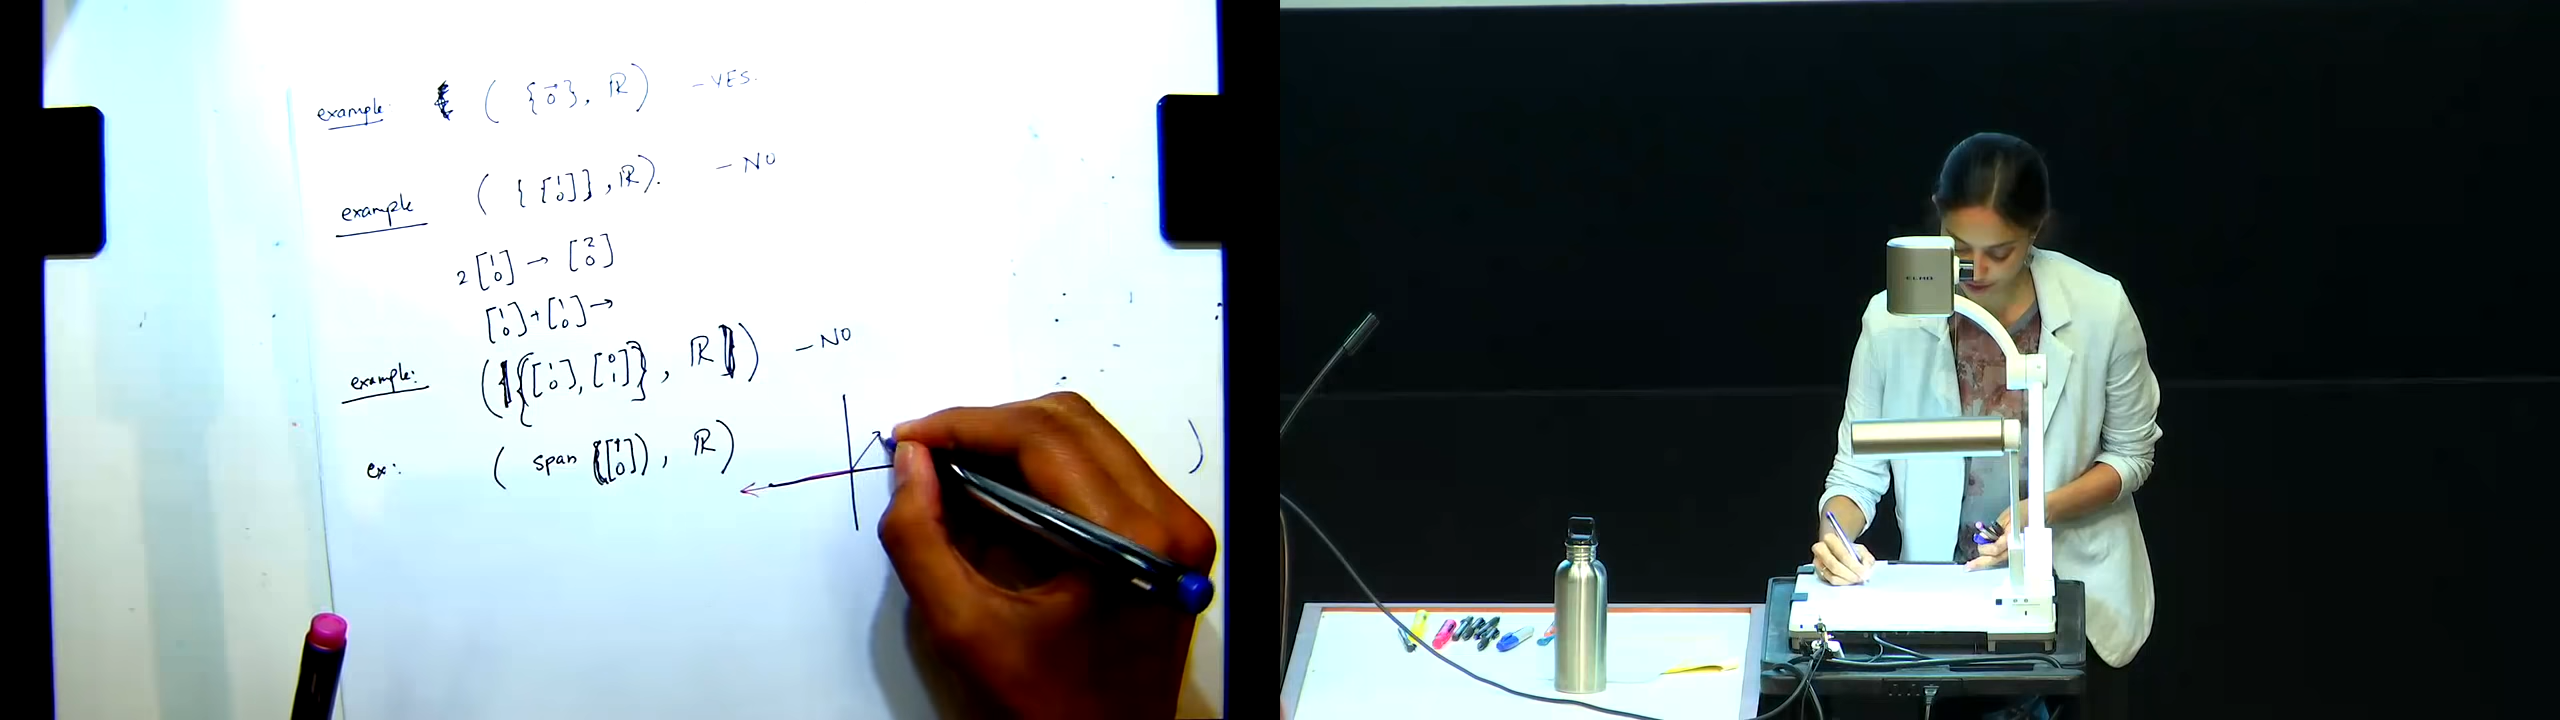 example ( { 0⃗ }, ℝ ) - YES.
example ( { [1 0] }, ℝ ). - NO
2 [1 0] → [2 0]
[1 0] + [1 0] →
example: ( { [1 0], [0 1] }, ℝ ) - NO
ex: ( span ( [1 0] ), ℝ )
ELMO